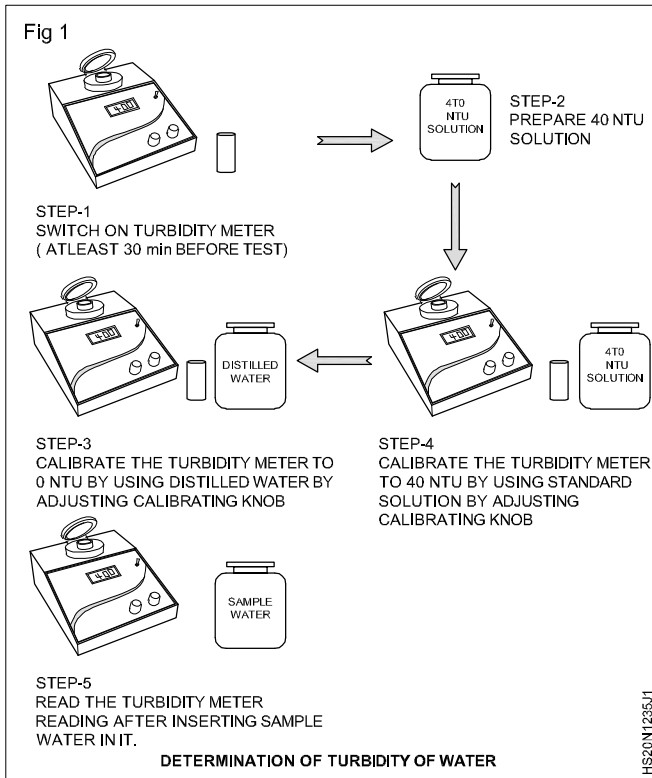 Fig 1
400
4T0
NTU
SOLUTION
STEP-2
PREPARE 40 NTU
SOLUTION
STEP-1
SWITCH ON TURBIDITY METER
( ATLEAST 30 min BEFORE TEST)
400
DISTILLED
WATER
400
4T0
NTU
SOLUTION
STEP-3
CALIBRATE THE TURBIDITY METER TO
0 NTU BY USING DISTILLED WATER BY
ADJUSTING CALIBRATING KNOB
STEP-4
CALIBRATE THE TURBIDITY METER
TO 40 NTU BY USING STANDARD
SOLUTION BY ADJUSTING
CALIBRATING KNOB
400
SAMPLE
WATER
STEP-5
READ THE TURBIDITY METER
READING AFTER INSERTING SAMPLE
WATER IN IT.
DETERMINATION OF TURBIDITY OF WATER
HS20N1235J1